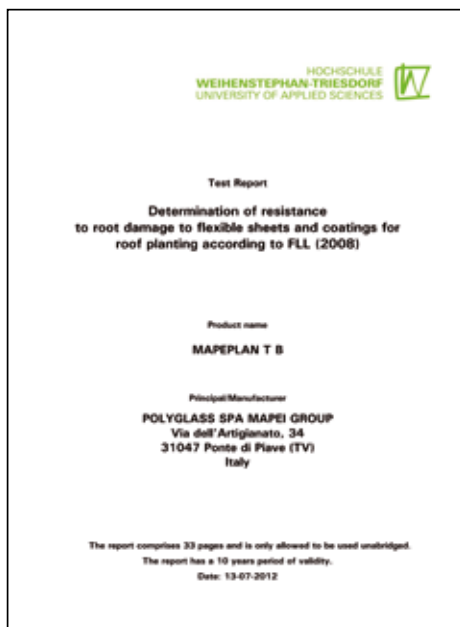 HOCHSCHULE
WEIHENSTEPHAN-TRIESDORF
UNIVERSITY OF APPLIED SCIENCES
Test Report
Determination of resistance
to root damage to flexible sheets and coatings for
roof planting according to FLL (2008)
Product name
MAPEPLAN T B
Principal/Manufacturer
POLYGLASS SPA MAPEI GROUP
Via dell'Artigianato, 34
31047 Ponte di Piave (TV)
Italy
The report comprises 33 pages and is only allowed to be used unabridged.
The report has a 10 years period of validity.
Date: 13-07-2012